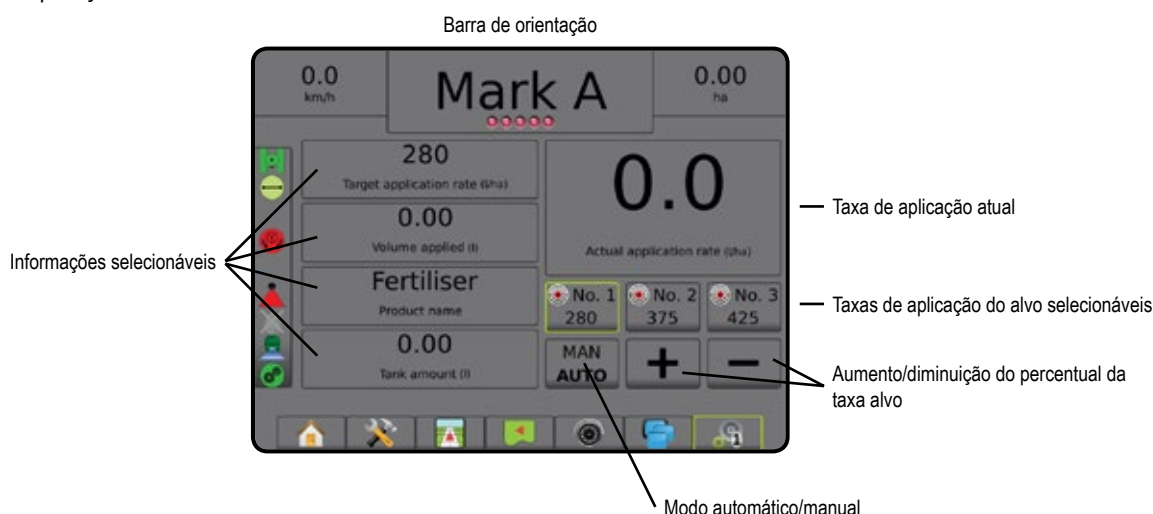 Barra de orientação
0.0
km/h
Mark A
0.00
ha
280
Target application rate (l/ha)
0.00
Volume applied (l)
Fertiliser
Product name
0.00
Tank amount (l)
0.0
Actual application rate (l/ha)
No. 1
280
No. 2
375
No. 3
425
MAN
AUTO
+
−
1
Informações selecionáveis
Taxa de aplicação atual
Taxas de aplicação do alvo selecionáveis
Aumento/diminuição do percentual da
taxa alvo
Modo automático/manual